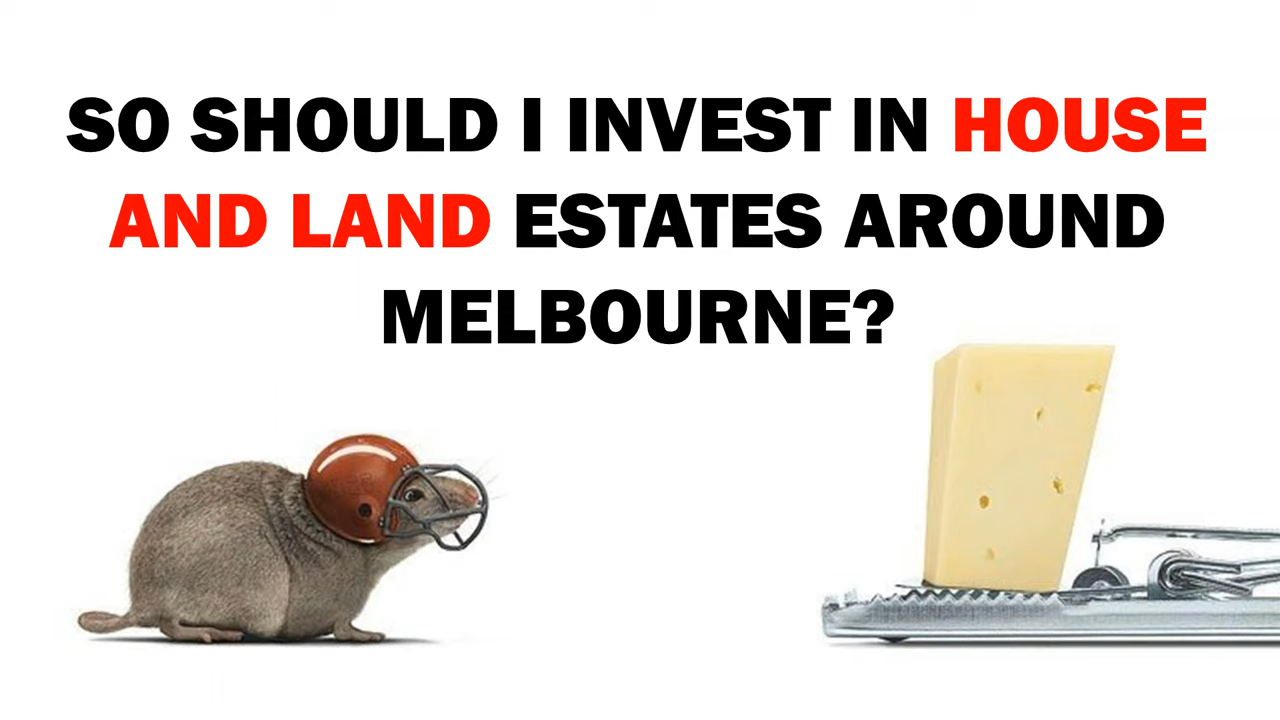 SO SHOULD I INVEST IN HOUSE
AND LAND ESTATES AROUND
MELBOURNE?